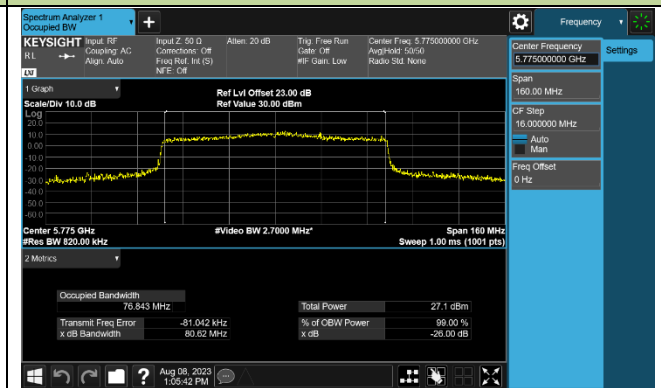 Spectrum Analyzer 1
Occupied BW
+
Frequency
KEYSIGHT Input: RF Input Z: 50 Ω Atten: 20 dB Trig: Free Run Center Freq: 5.775000000 GHz
RL Coupling: AC Corrections: Off Gate: Off Avg|Hold: 50/50
Align: Auto Freq Ref: Int (S) #IF Gain: Low Radio Std: None
NFE: Off
LXI
Center Frequency
5.775000000 GHz
Settings
Span
160.00 MHz
CF Step
16.000000 MHz
Auto
Man
Freq Offset
0 Hz
1 Graph
Ref Lvl Offset 23.00 dB
Scale/Div 10.0 dB Ref Value 30.00 dBm
Log
20.0
10.0
0.00
-10.0
-20.0
-30.0
-40.0
-50.0
-60.0
Center 5.775 GHz #Video BW 2.7000 MHz* Span 160 MHz
#Res BW 820.00 kHz Sweep 1.00 ms (1001 pts)
2 Metrics
Occupied Bandwidth
76.843 MHz Total Power 27.1 dBm
Transmit Freq Error -81.042 kHz % of OBW Power 99.00 %
x dB Bandwidth 80.62 MHz x dB -26.00 dB
? Aug 08, 2023
1:05:42 PM